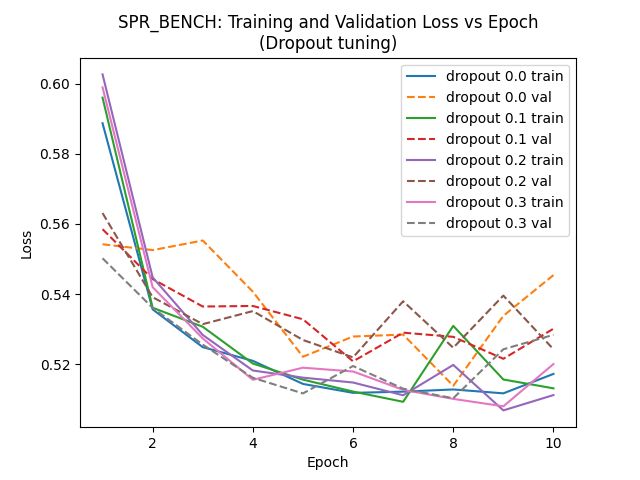 SPR_BENCH: Training and Validation Loss vs Epoch
(Dropout tuning)
dropout 0.0 train
dropout 0.0 val
dropout 0.1 train
dropout 0.1 val
dropout 0.2 train
dropout 0.2 val
dropout 0.3 train
dropout 0.3 val
Loss
0.60
0.58
0.56
0.54
0.52
2 4 6 8 10
Epoch